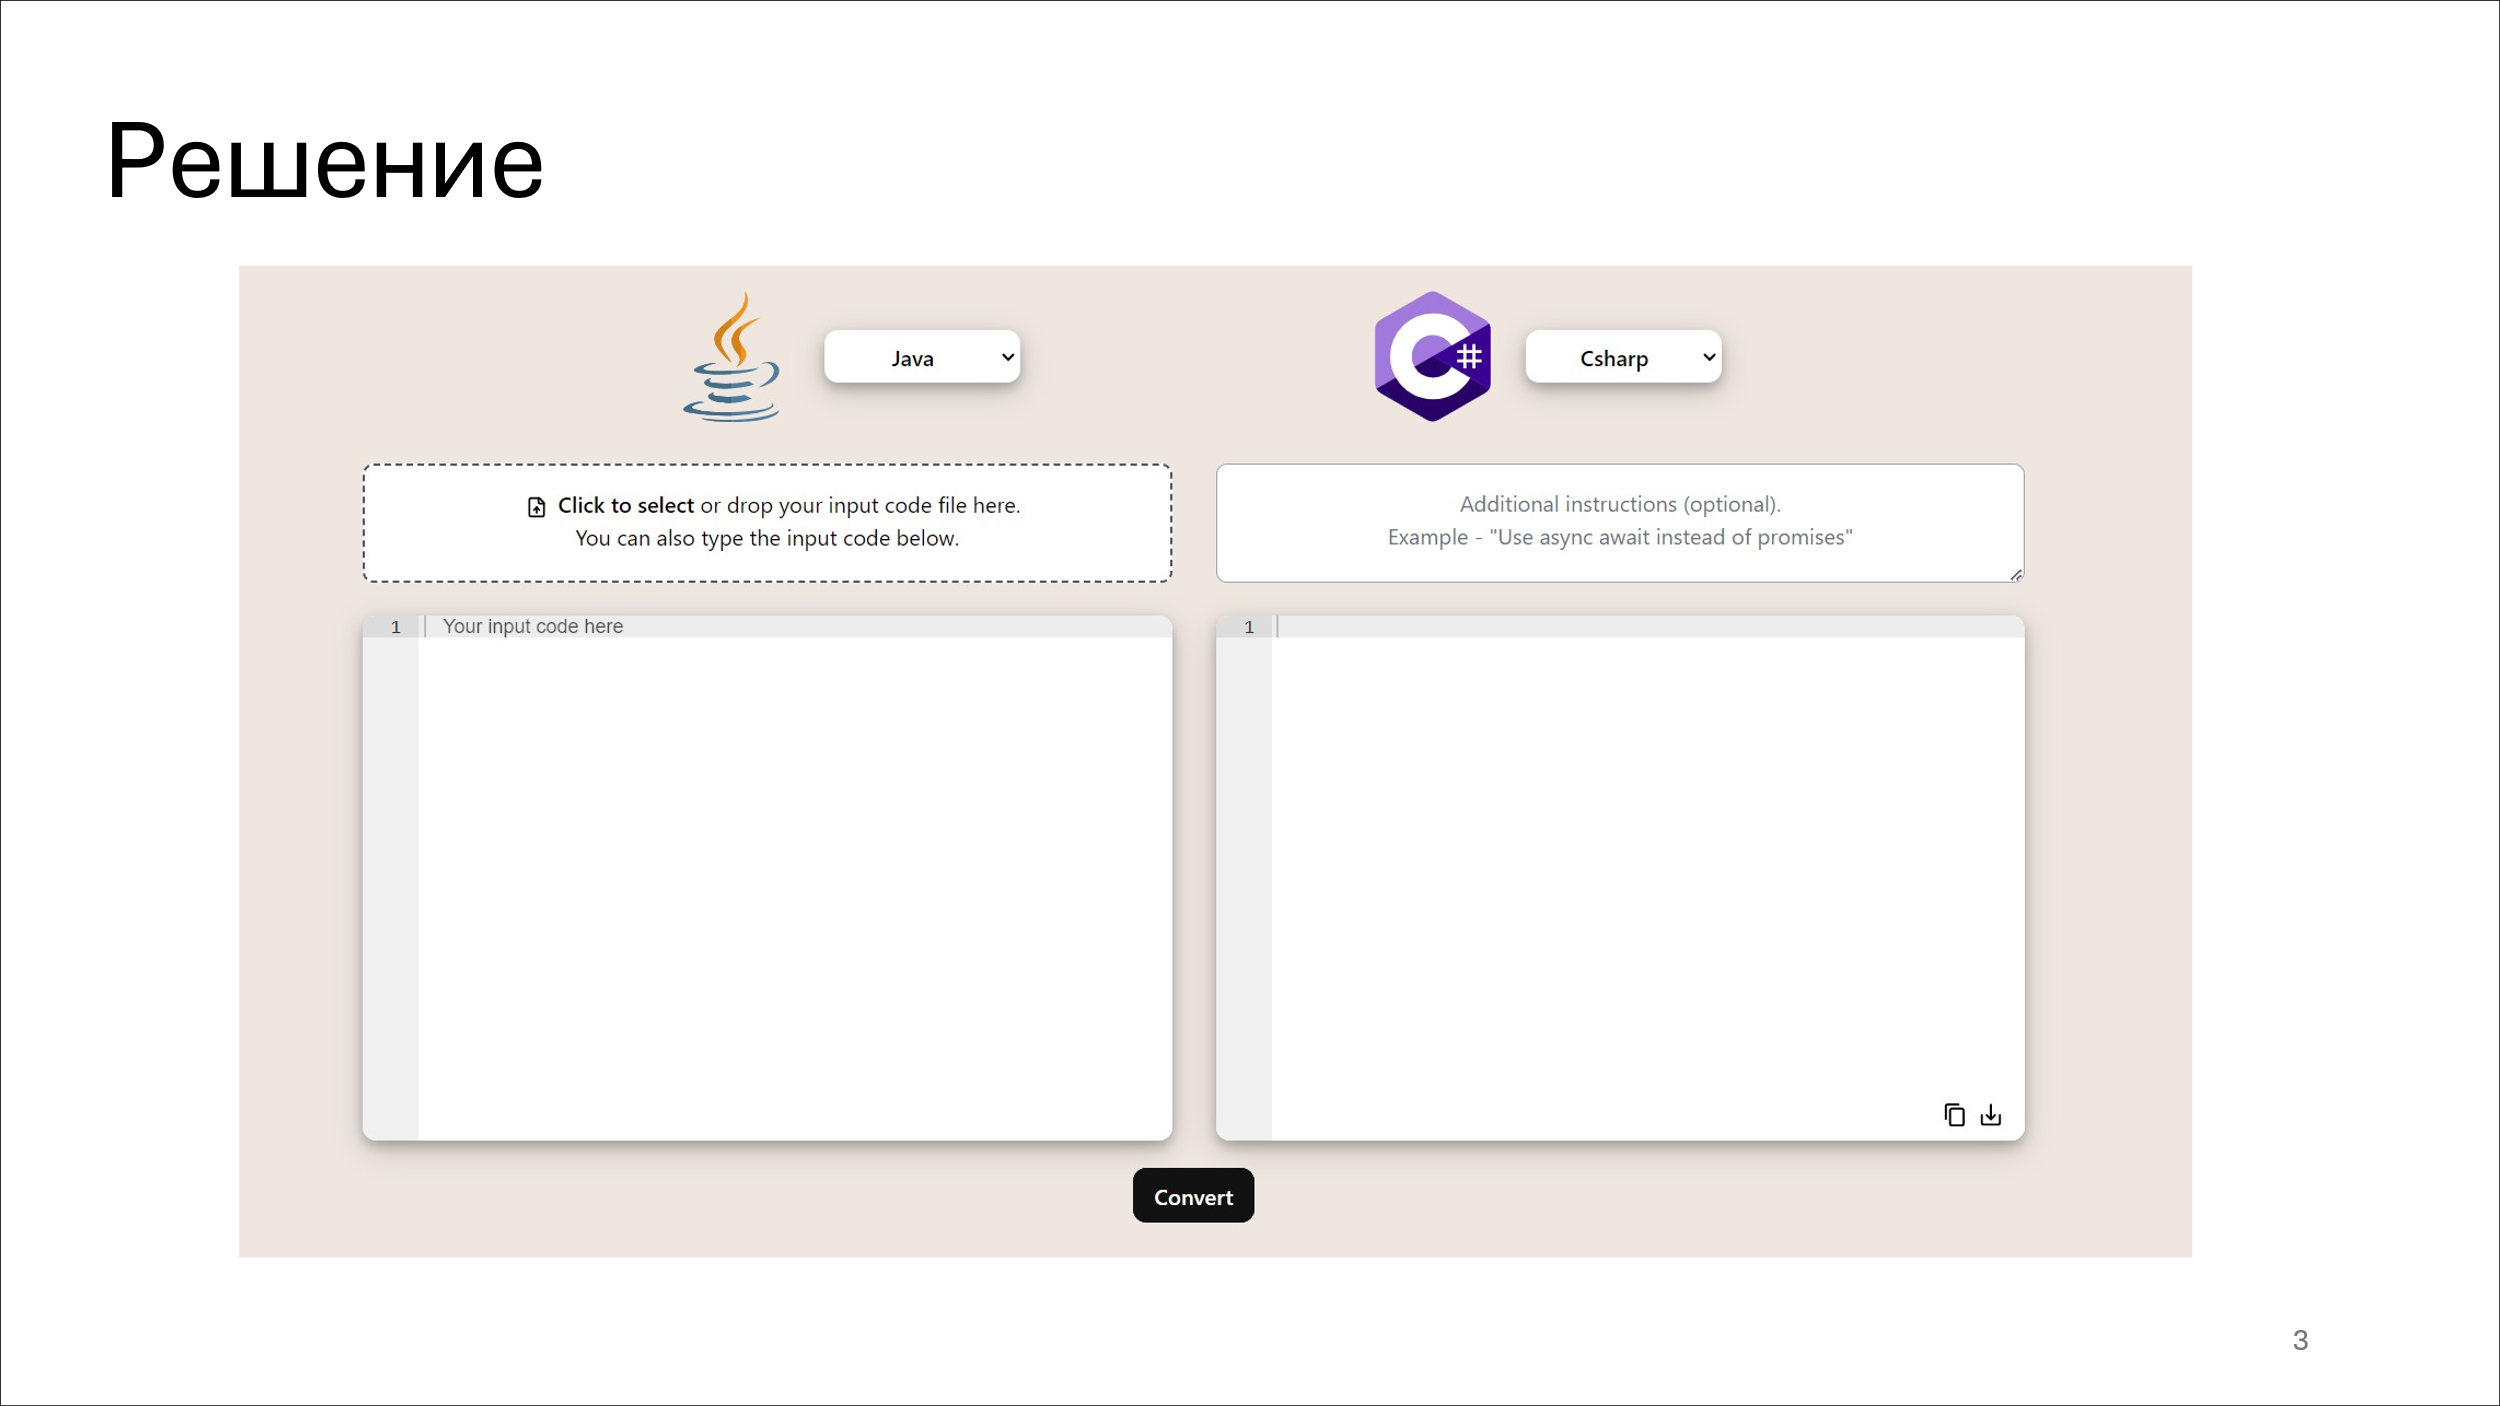 Решение
Java
Csharp
Click to select or drop your input code file here.
You can also type the input code below.
Additional instructions (optional).
Example - "Use async await instead of promises"
1 Your input code here
1
Convert
3